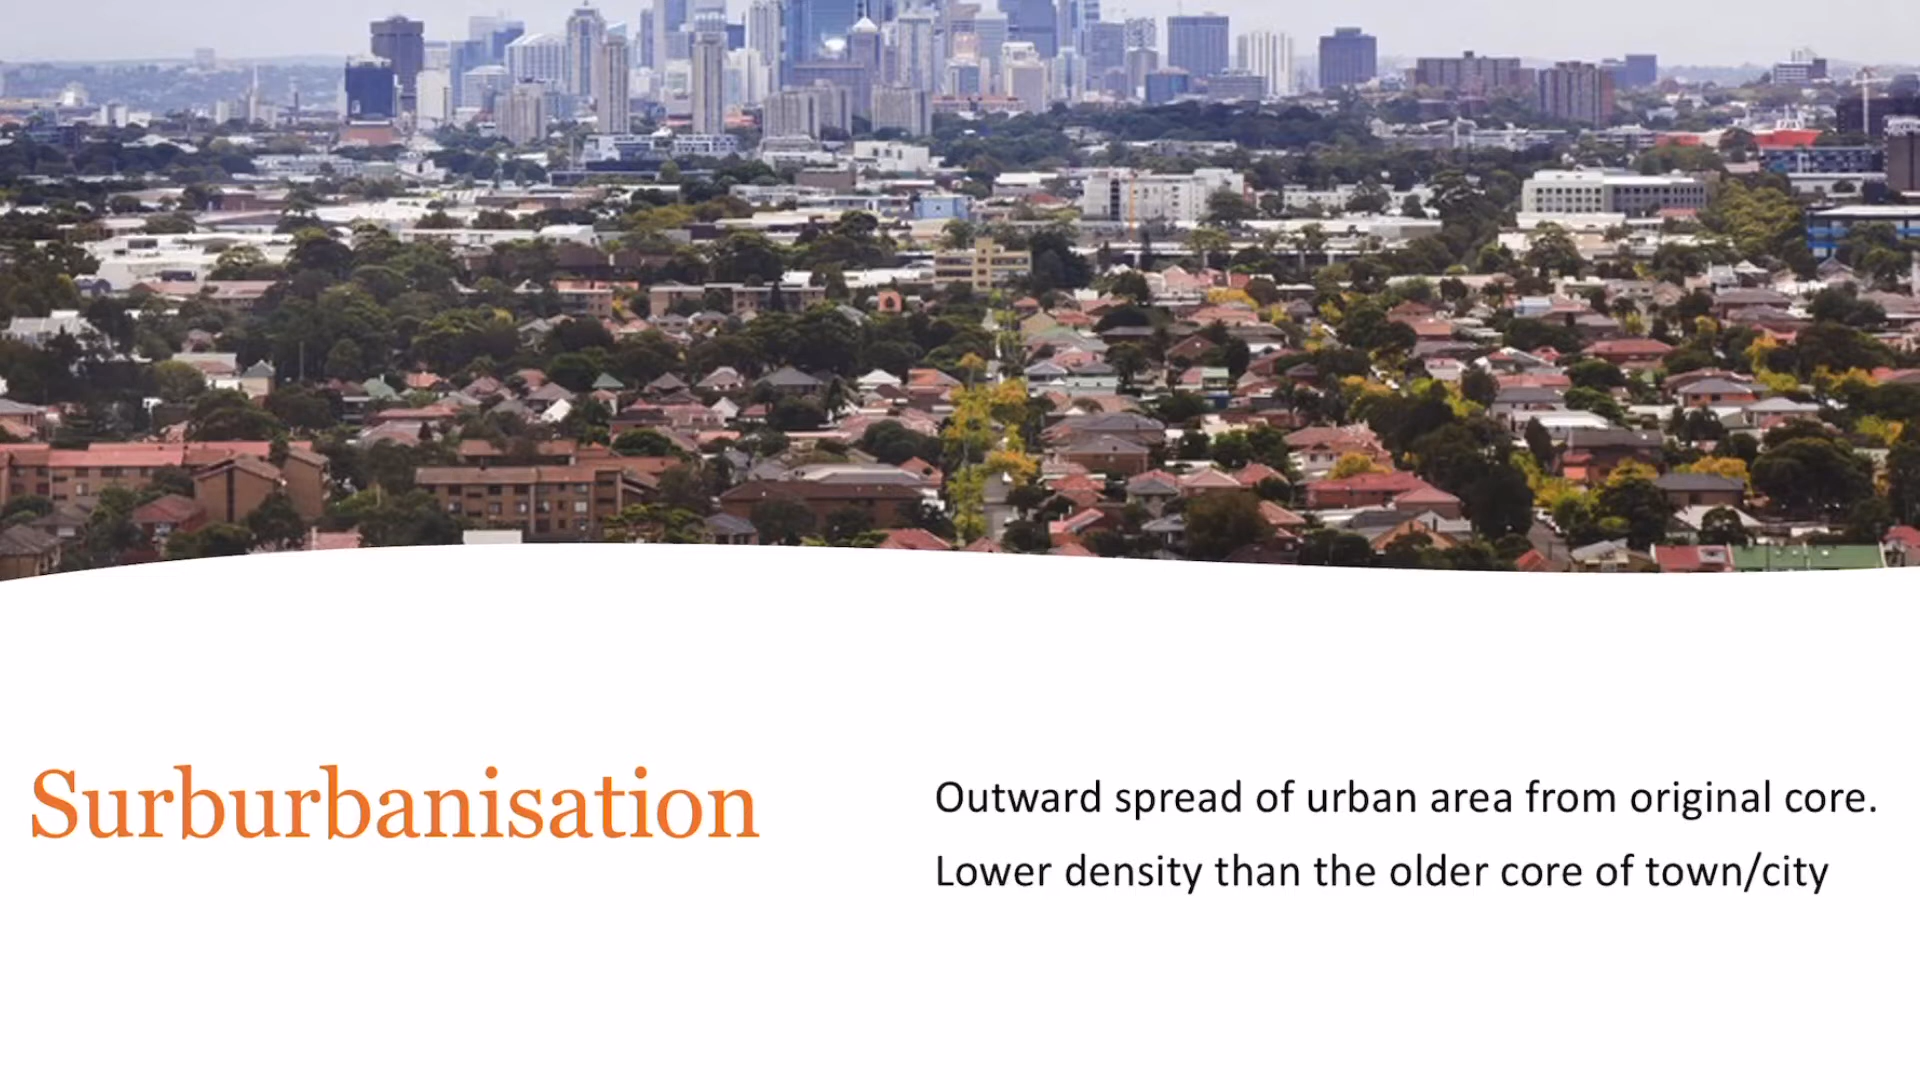 Surburbanisation
Outward spread of urban area from original core.
Lower density than the older core of town/city